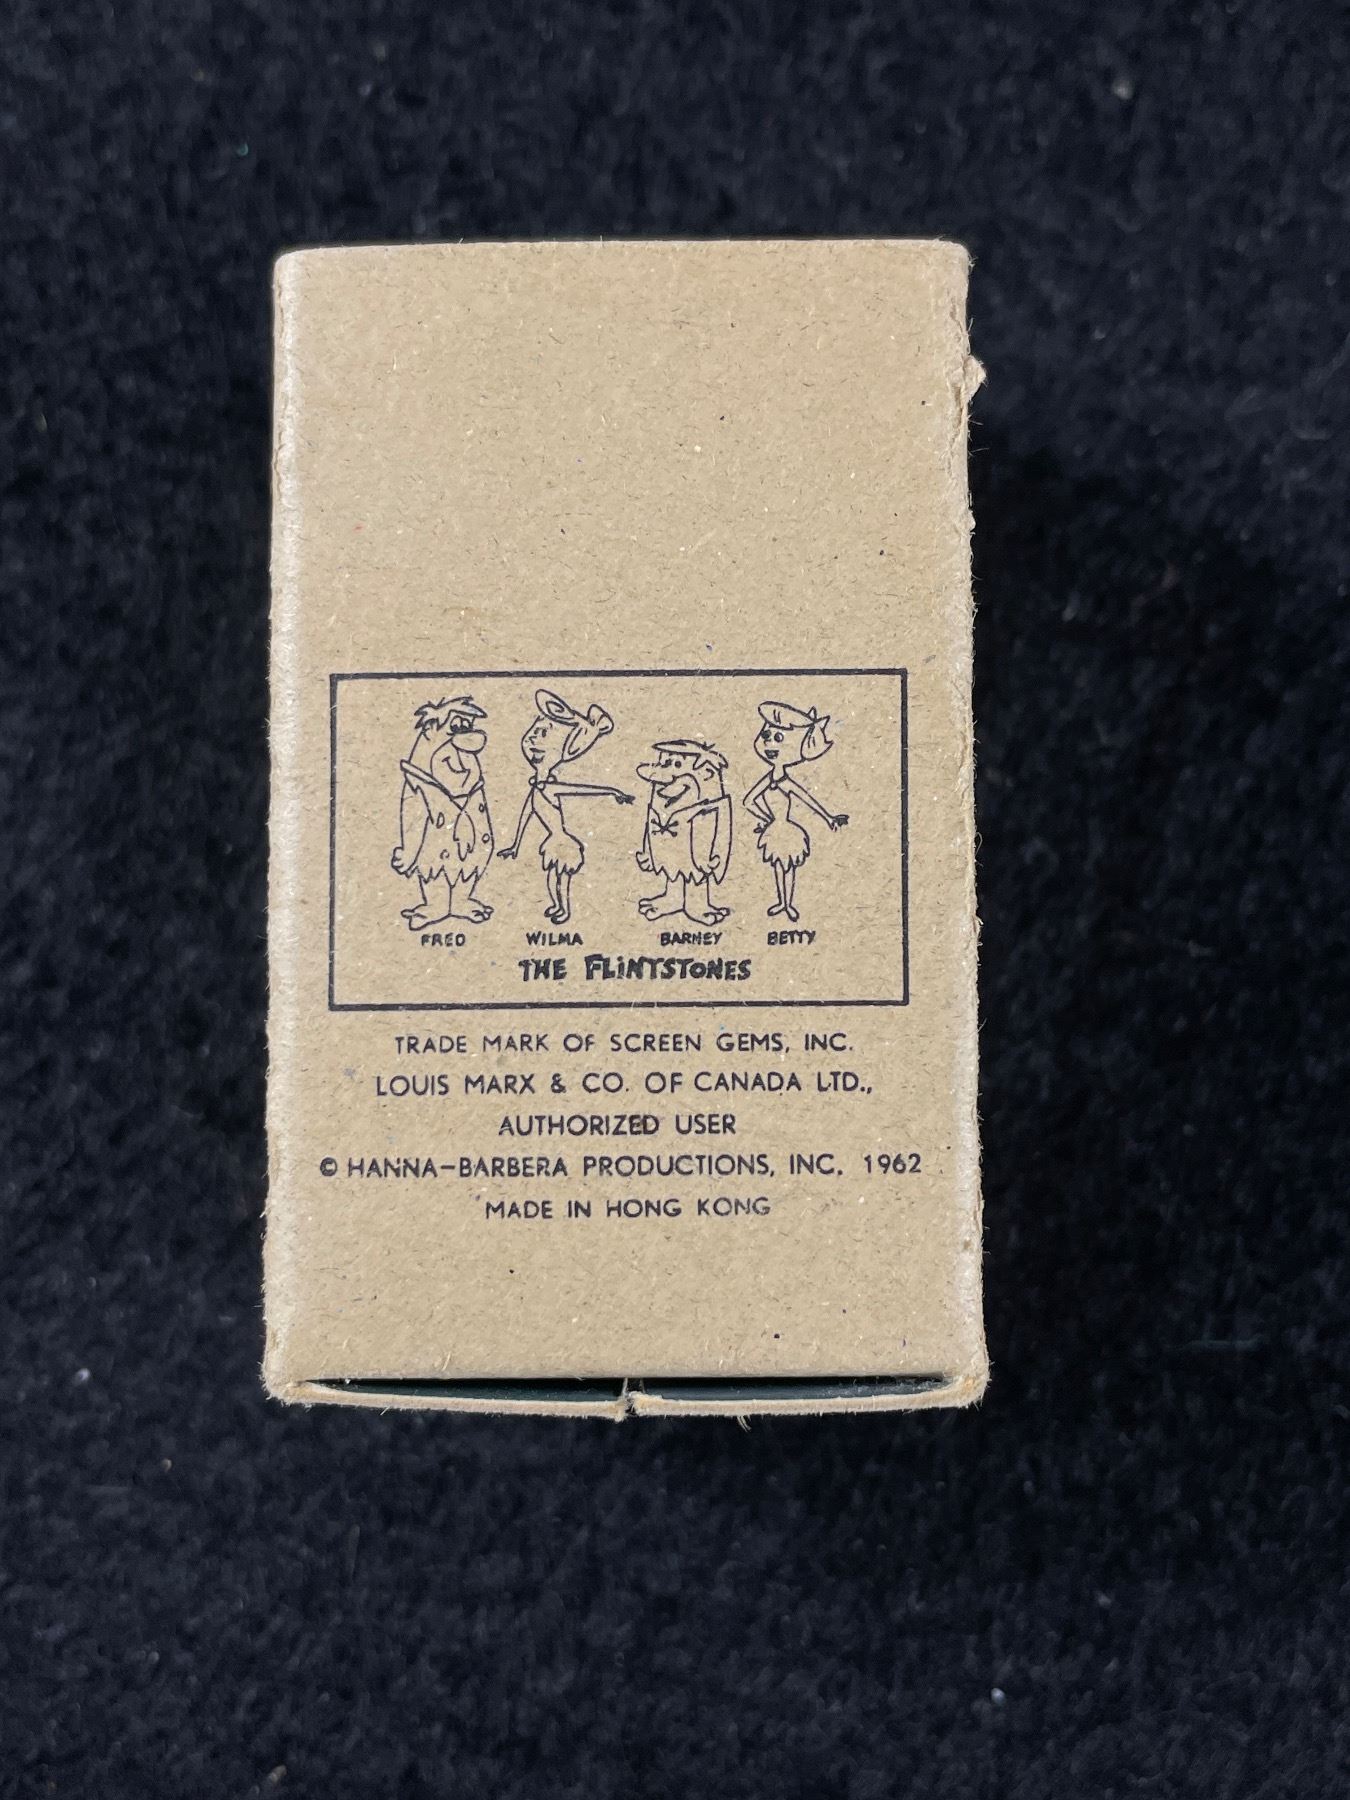 FRED WILMA BARNEY BETTY
THE FLINTSTONES
TRADE MARK OF SCREEN GEMS, INC.
LOUIS MARX & CO. OF CANADA LTD.,
AUTHORIZED USER
© HANNA-BARBERA PRODUCTIONS, INC. 1962
MADE IN HONG KONG